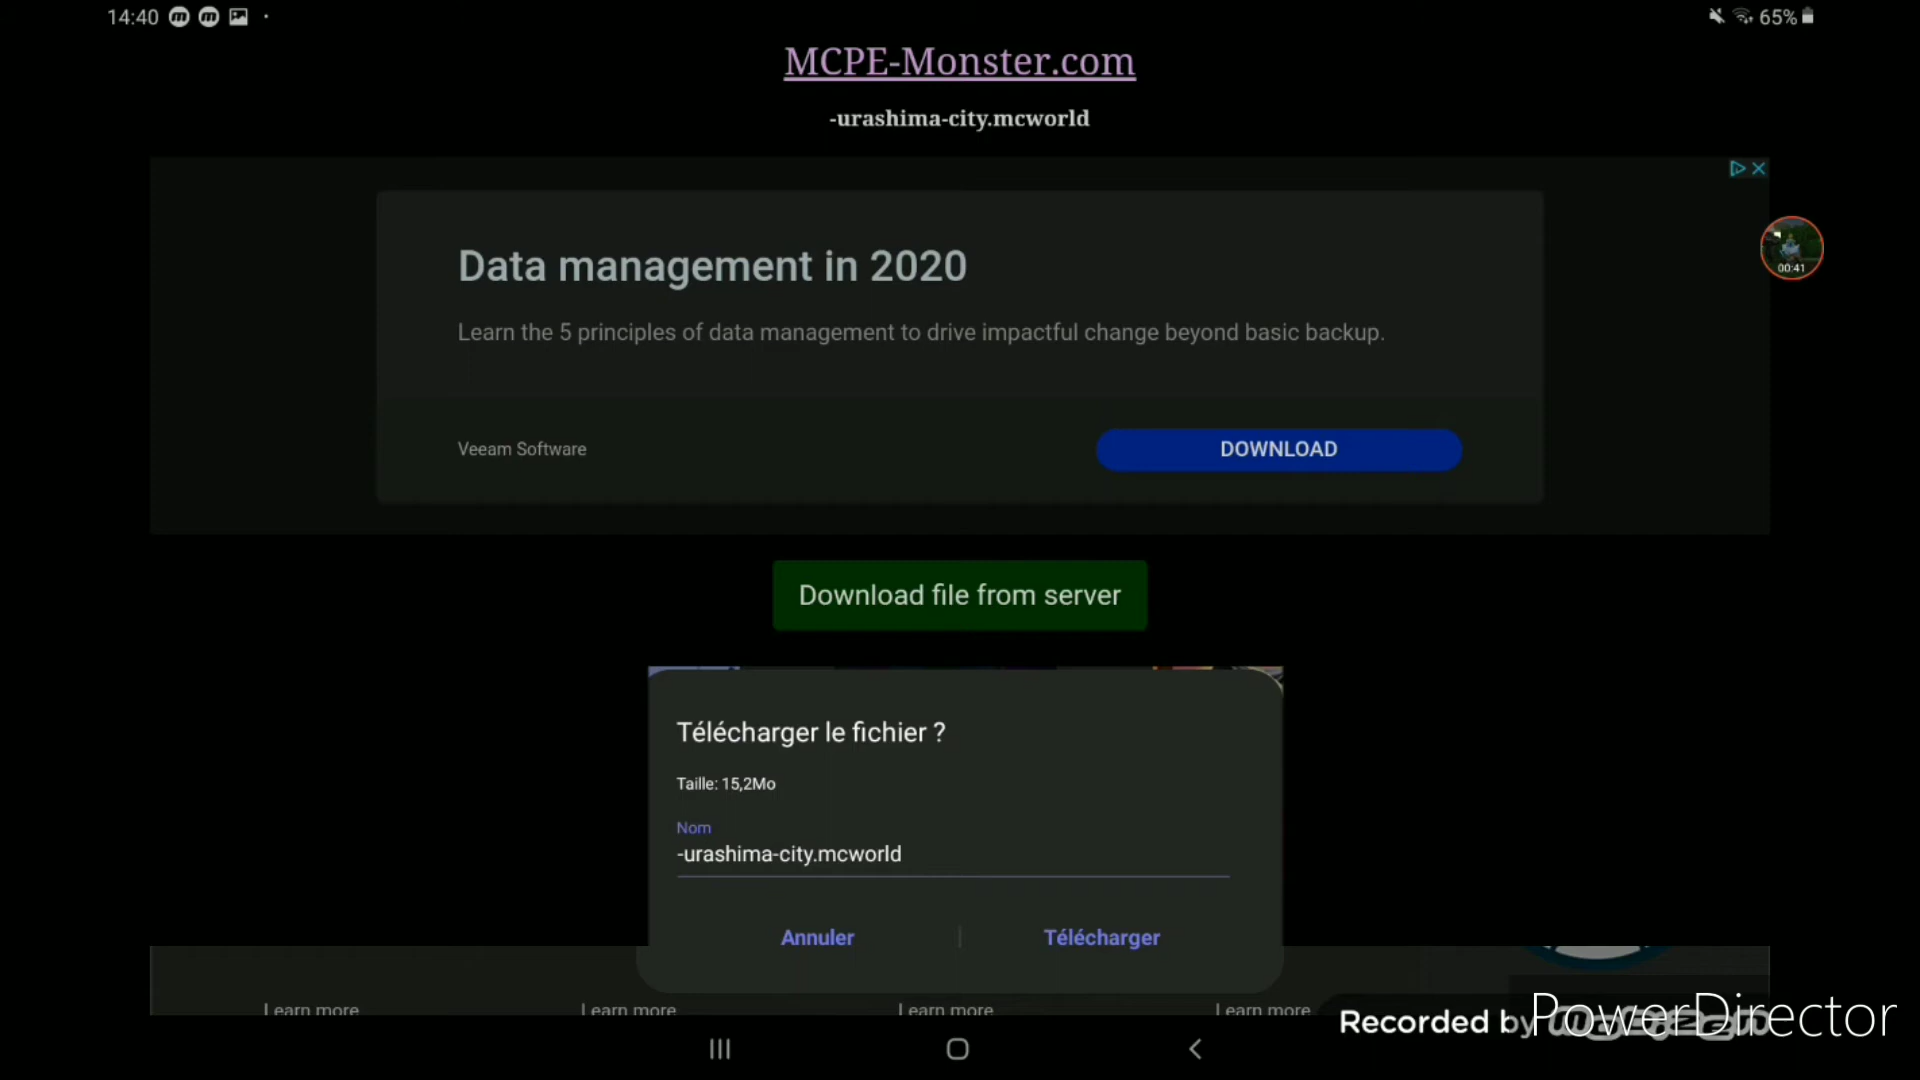 14:40
65%
MCPE-Monster.com
-urashima-city.mcworld
Data management in 2020
Learn the 5 principles of data management to drive impactful change beyond basic backup.
Veeam Software
DOWNLOAD
00:41
Download file from server
Télécharger le fichier ?
Taille: 15,2Mo
Nom
-urashima-city.mcworld
Annuler
Télécharger
Learn more
Learn more
Learn more
Learn more
Recorded by
PowerDirector